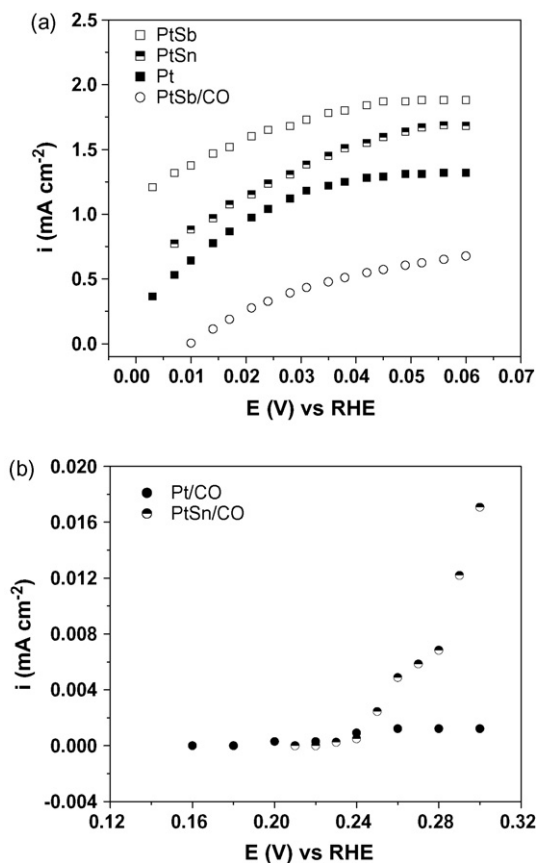 (a)
2.5
2.0
1.5
1.0
0.5
0.0
i (mA cm⁻²)
PtSb
PtSn
Pt
PtSb/CO
0.00 0.01 0.02 0.03 0.04 0.05 0.06 0.07
E (V) vs RHE
(b)
0.020
0.016
0.012
0.008
0.004
0.000
-0.004
i (mA cm⁻²)
Pt/CO
PtSn/CO
0.12 0.16 0.20 0.24 0.28 0.32
E (V) vs RHE